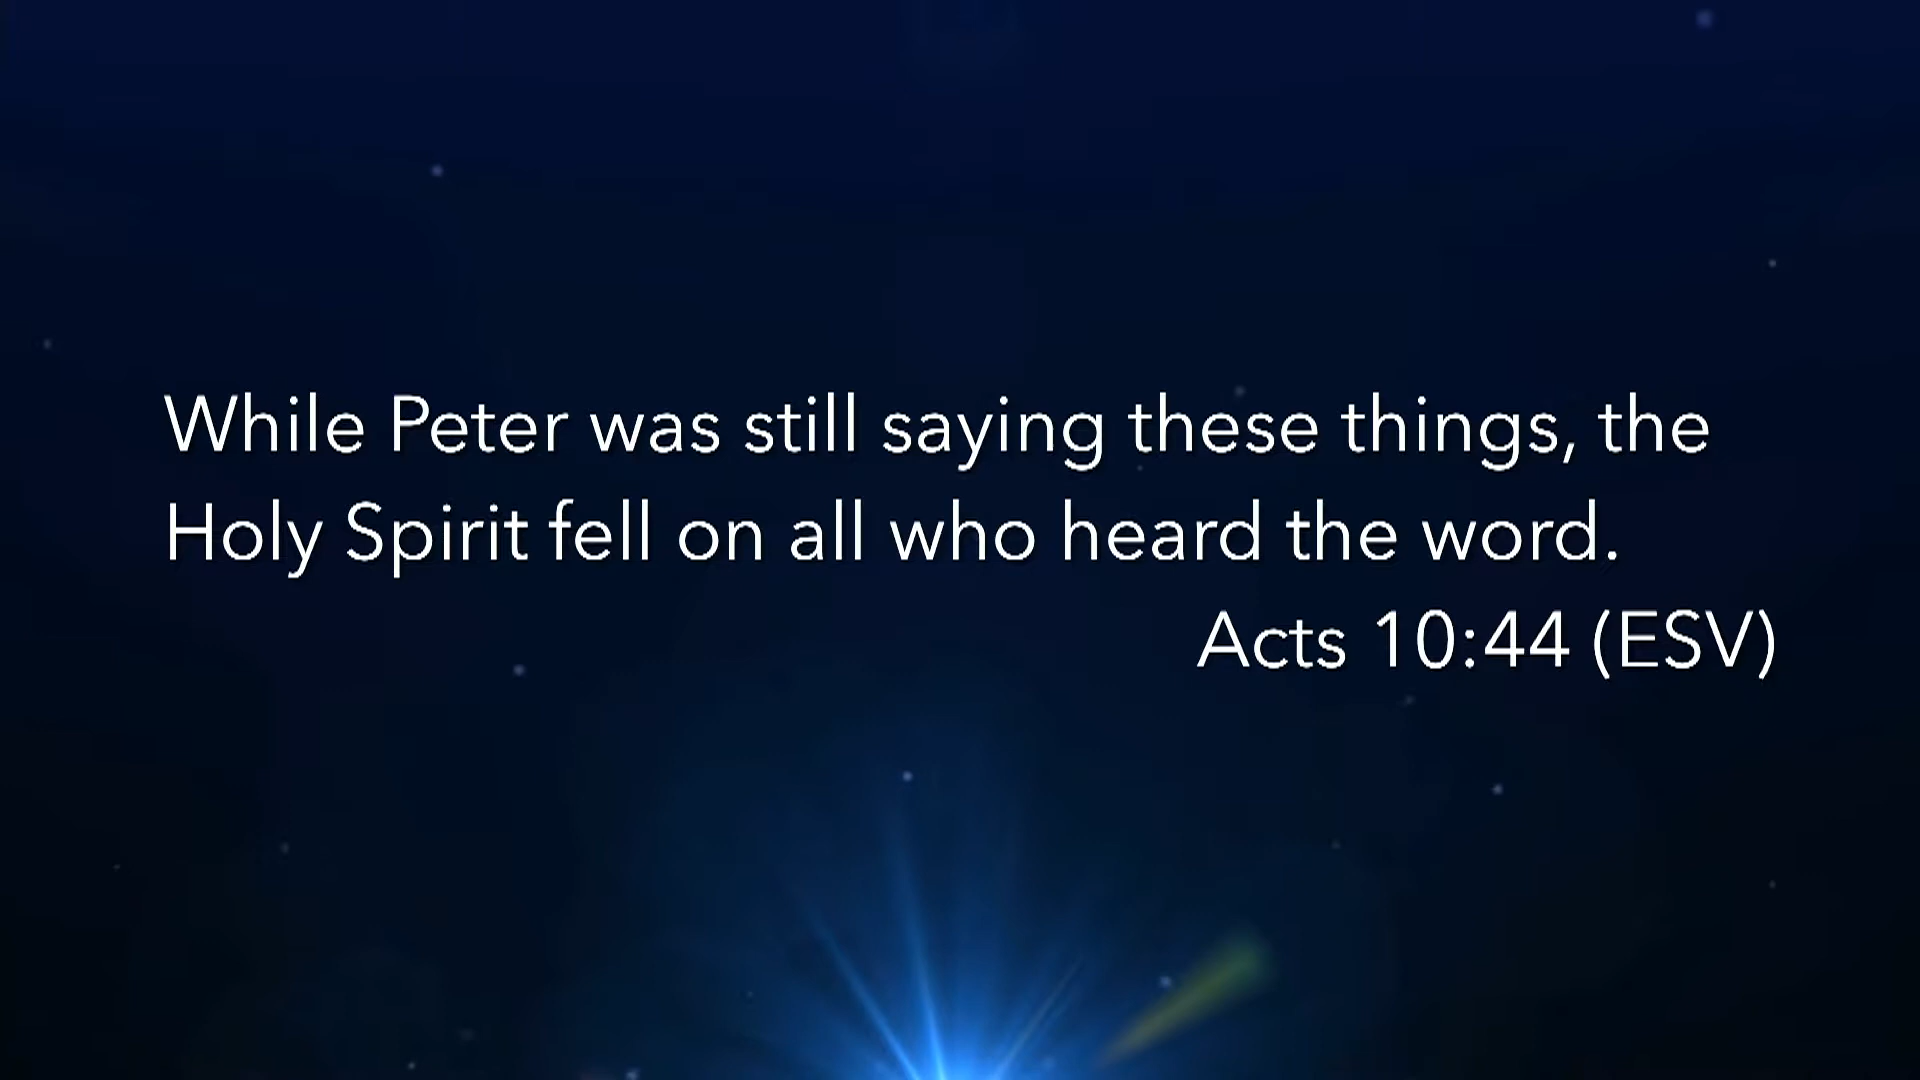 While Peter was still saying these things, the
Holy Spirit fell on all who heard the word.
Acts 10:44 (ESV)